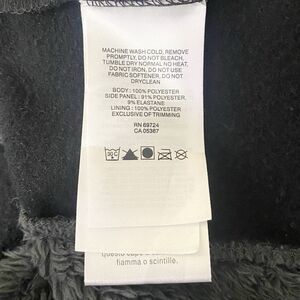 MACHINE WASH COLD, REMOVE
PROMPTLY, DO NOT BLEACH,
TUMBLE DRY NORMAL NO HEAT,
DO NOT IRON, DO NOT USE
FABRIC SOFTENER, DO NOT
DRYCLEAN
BODY : 100% POLYESTER
SIDE PANEL : 91% POLYESTER,
9% ELASTANE
LINING : 100% POLYESTER
EXCLUSIVE OF TRIMMING
RN 69724
CA 05367
30°C
fiamma o scintille.